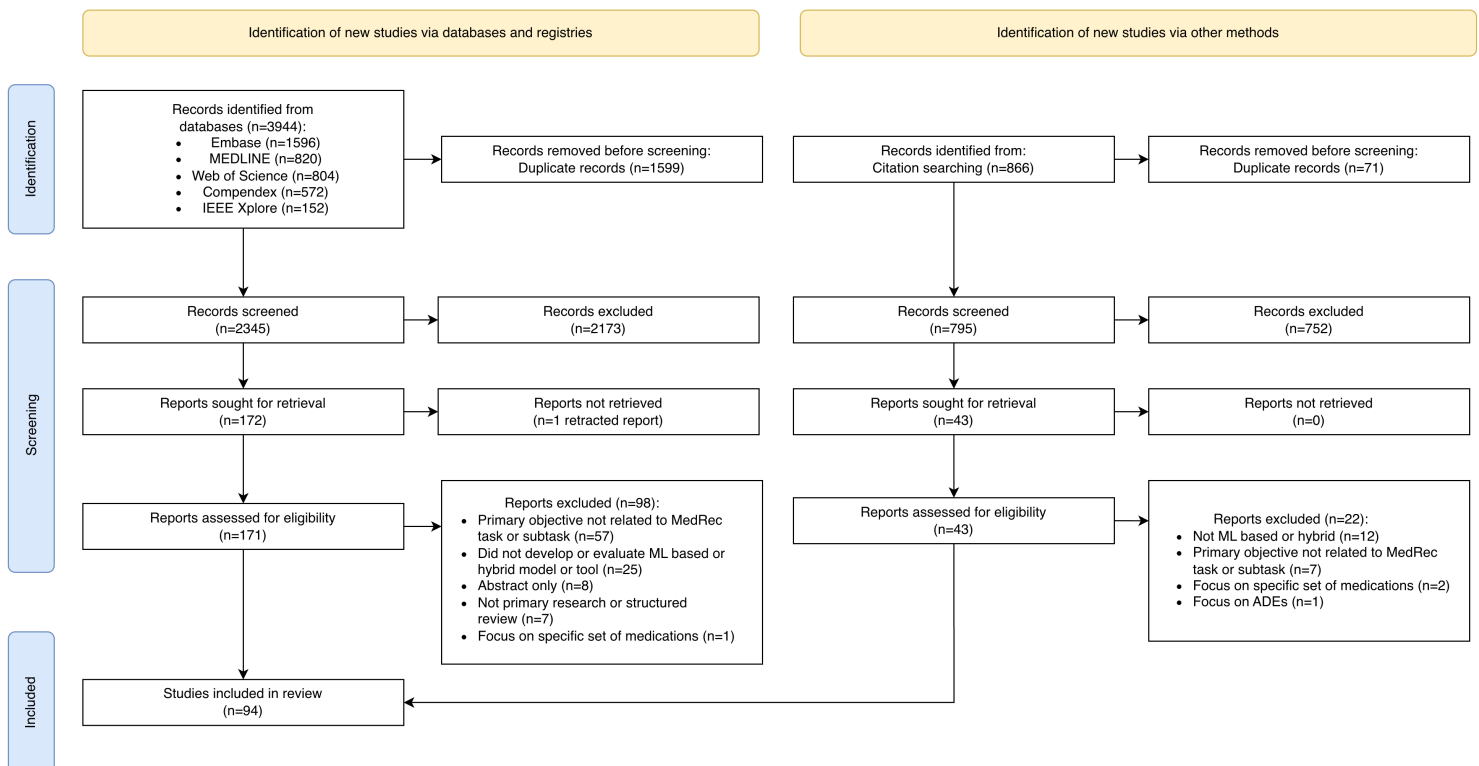 Identification of new studies via databases and registries
Identification of new studies via other methods
Identification
Records identified from
databases (n=3944):
• Embase (n=1596)
• MEDLINE (n=820)
• Web of Science (n=804)
• Compendex (n=572)
• IEEE Xplore (n=152)
Records removed before screening:
Duplicate records (n=1599)
Records identified from:
Citation searching (n=866)
Records removed before screening:
Duplicate records (n=71)
Screening
Records screened
(n=2345)
Records excluded
(n=2173)
Records screened
(n=795)
Records excluded
(n=752)
Reports sought for retrieval
(n=172)
Reports not retrieved
(n=1 retracted report)
Reports sought for retrieval
(n=43)
Reports not retrieved
(n=0)
Reports assessed for eligibility
(n=171)
Reports excluded (n=98):
• Primary objective not related to MedRec
task or subtask (n=57)
• Did not develop or evaluate ML based or
hybrid model or tool (n=25)
• Abstract only (n=8)
• Not primary research or structured
review (n=7)
• Focus on specific set of medications (n=1)
Reports assessed for eligibility
(n=43)
Reports excluded (n=22):
• Not ML based or hybrid (n=12)
• Primary objective not related to MedRec
task or subtask (n=7)
• Focus on specific set of medications (n=2)
• Focus on ADEs (n=1)
Included
Studies included in review
(n=94)